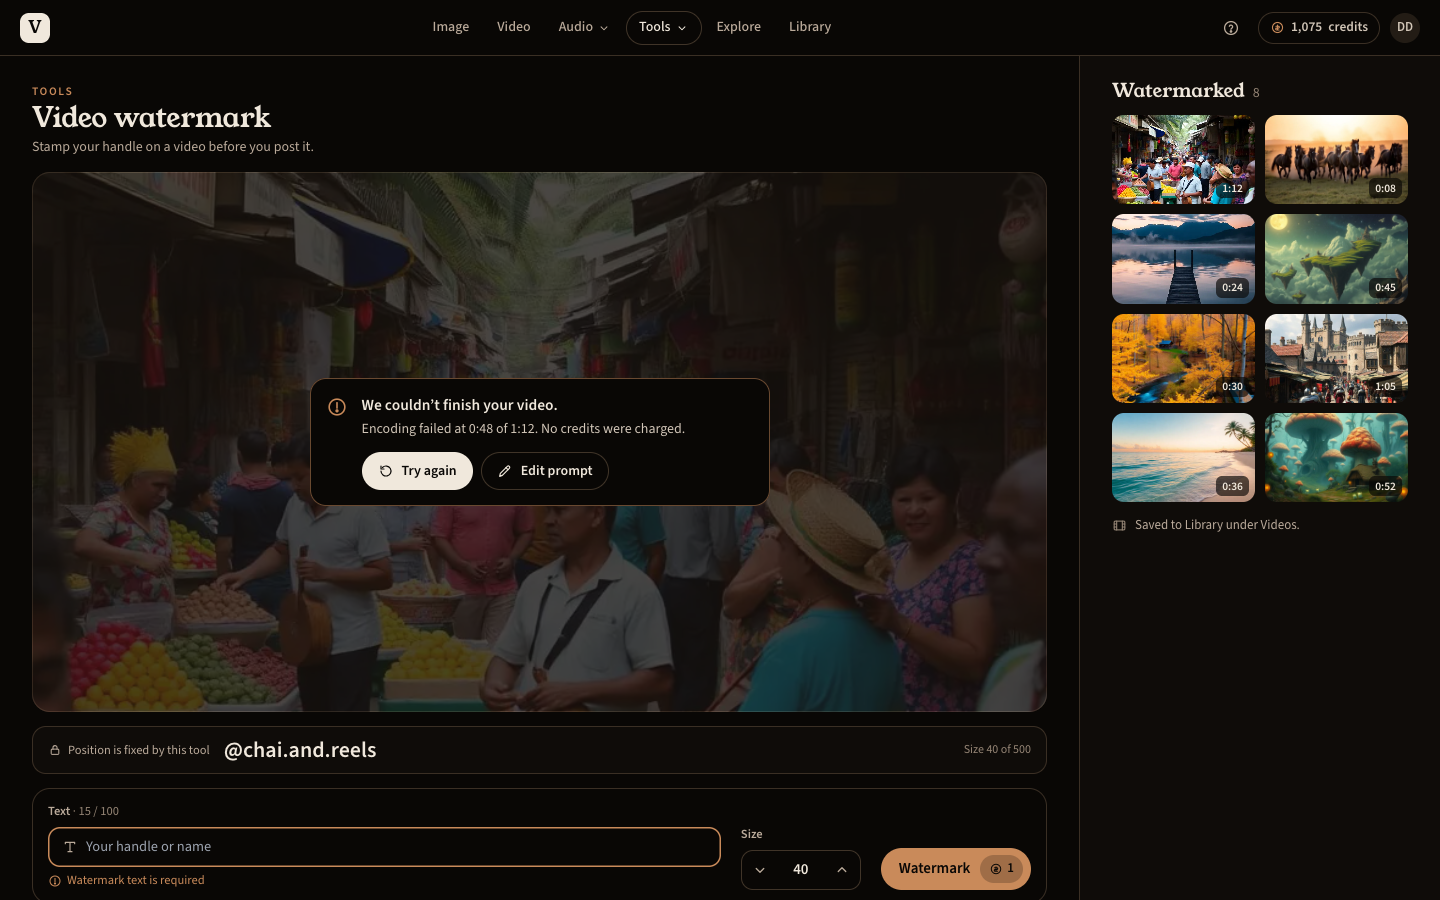 V
Image
Video
Audio
Tools
Explore
Library
1,075 credits
DD
TOOLS
Video watermark
Stamp your handle on a video before you post it.
We couldn’t finish your video.
Encoding failed at 0:48 of 1:12. No credits were charged.
Try again
Edit prompt
Position is fixed by this tool
@chai.and.reels
Size 40 of 500
Text · 15 / 100
Your handle or name
Watermark text is required
Size
40
Watermark
1
Watermarked 8
1:12
0:08
0:24
0:45
0:30
1:05
0:36
0:52
Saved to Library under Videos.